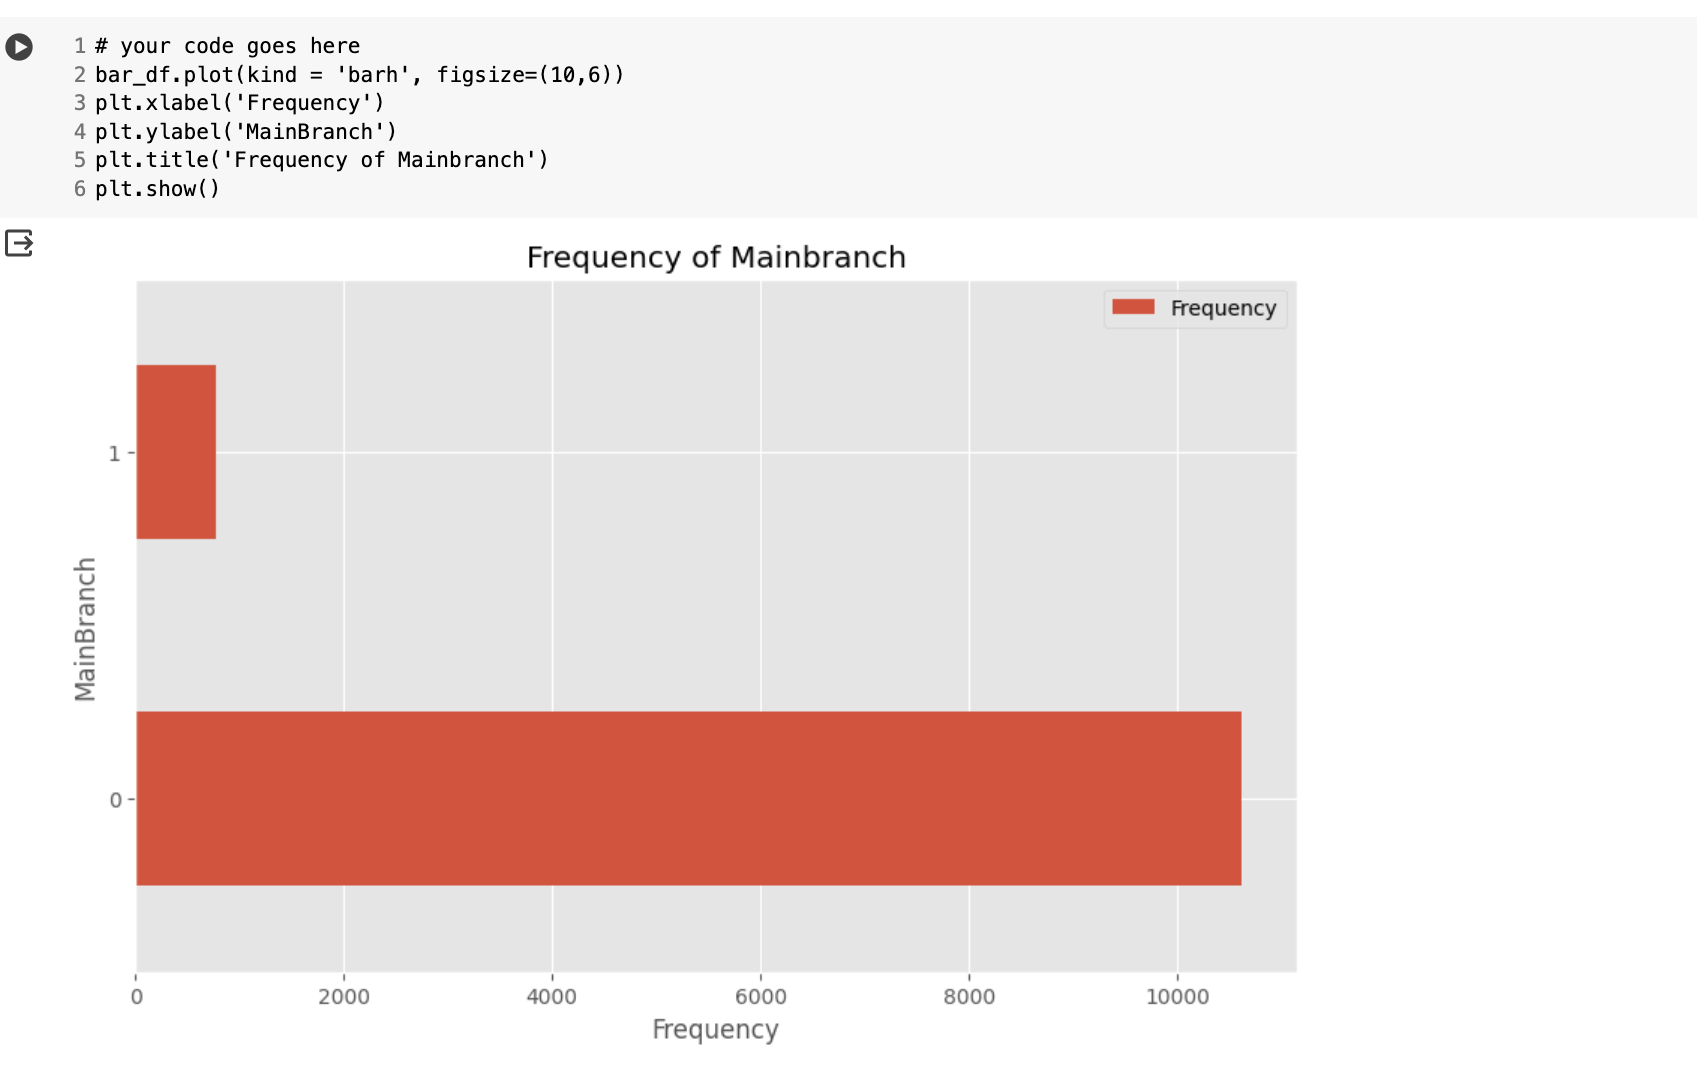 1 # your code goes here
2 bar_df.plot(kind = 'barh', figsize=(10,6))
3 plt.xlabel('Frequency')
4 plt.ylabel('MainBranch')
5 plt.title('Frequency of Mainbranch')
6 plt.show()
Frequency of Mainbranch
Frequency
1
MainBranch
0
0 2000 4000 6000 8000 10000
Frequency